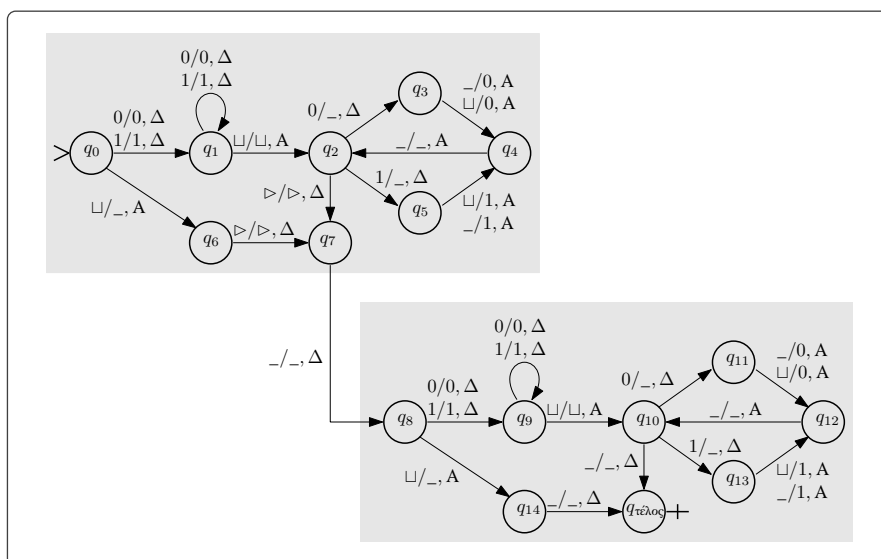 0/0, Δ
1/1, Δ
q₃
_/0, A
⊔/0, A
0/_, Δ
0/0, Δ
1/1, Δ
q₀
q₁
⊔/⊔, A
q₂
_/_, A
q₄
1/_, Δ
▷/▷, Δ
q₅
⊔/1, A
_/1, A
⊔/_, A
q₆
▷/▷, Δ
q₇
_/_, Δ
0/0, Δ
1/1, Δ
q₁₁
_/0, A
⊔/0, A
0/_, Δ
0/0, Δ
1/1, Δ
q₈
q₉
⊔/⊔, A
q₁₀
_/_, A
q₁₂
1/_, Δ
_/_, Δ
q₁₃
⊔/1, A
_/1, A
⊔/_, A
q₁₄
_/_, Δ
q τέλος